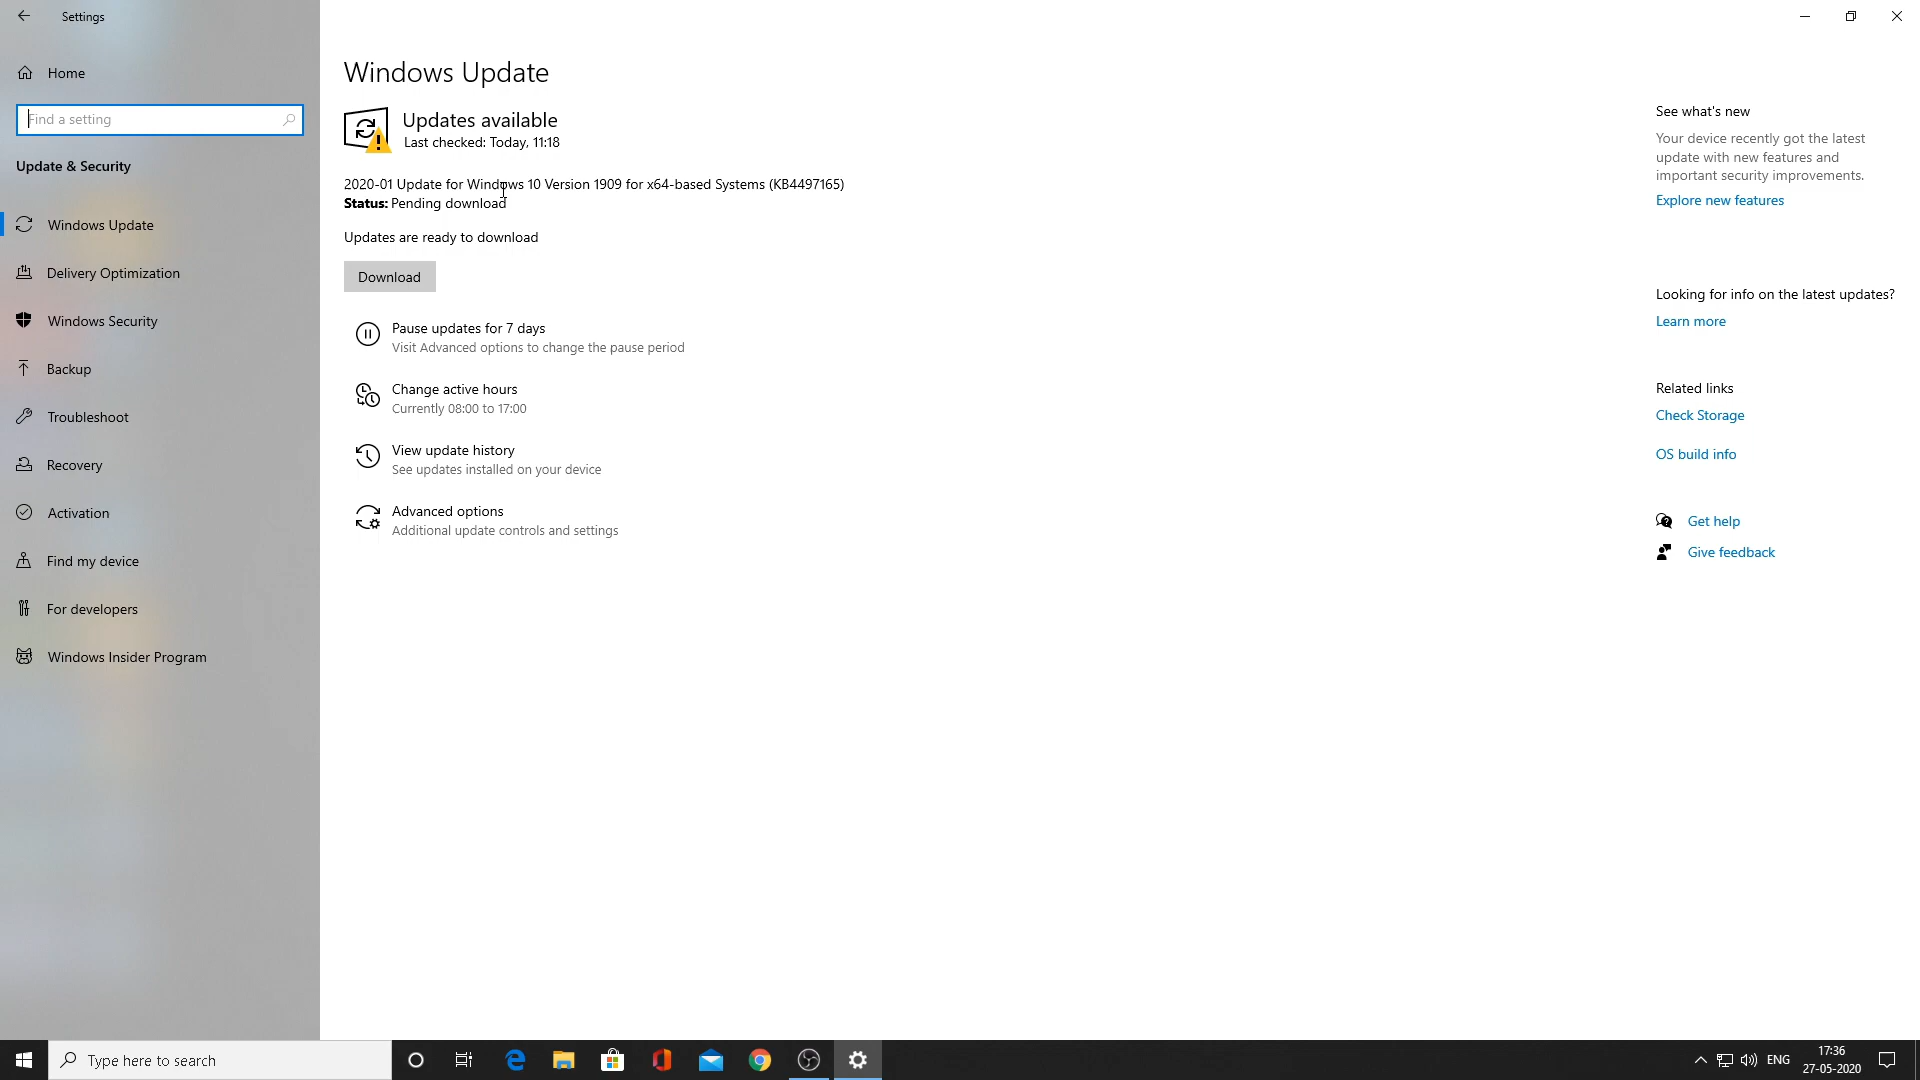 Settings
Home
Find a setting
Update & Security
Windows Update
Delivery Optimization
Windows Security
Backup
Troubleshoot
Recovery
Activation
Find my device
For developers
Windows Insider Program
Windows Update
Updates available
Last checked: Today, 11:18
2020-01 Update for Windows 10 Version 1909 for x64-based Systems (KB4497165)
Status: Pending download
Updates are ready to download
Download
Pause updates for 7 days
Visit Advanced options to change the pause period
Change active hours
Currently 08:00 to 17:00
View update history
See updates installed on your device
Advanced options
Additional update controls and settings
See what's new
Your device recently got the latest
update with new features and
important security improvements.
Explore new features
Looking for info on the latest updates?
Learn more
Related links
Check Storage
OS build info
Get help
Give feedback
Type here to search
ENG
17:36
27-05-2020